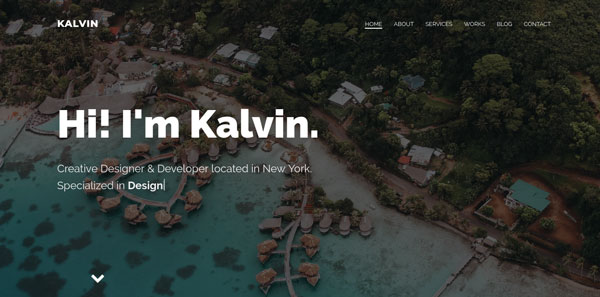 KALVIN
HOME ABOUT SERVICES WORKS BLOG CONTACT
Hi! I'm Kalvin.
Creative Designer & Developer located in New York.
Specialized in Design